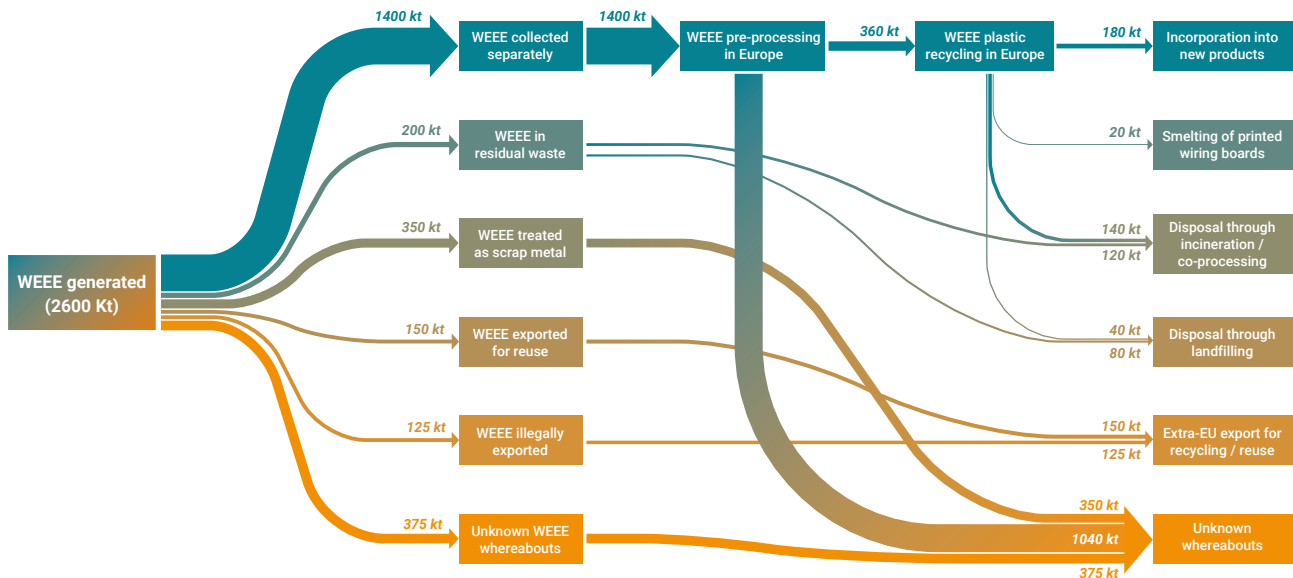 1400 kt
WEEE collected
separately
1400 kt
WEEE pre-processing
in Europe
360 kt
WEEE plastic
recycling in Europe
180 kt
Incorporation into
new products
200 kt
WEEE in
residual waste
20 kt
Smelting of printed
wiring boards
350 kt
WEEE treated
as scrap metal
140 kt
120 kt
Disposal through
incineration /
co-processing
WEEE generated
(2600 Kt)
150 kt
WEEE exported
for reuse
40 kt
80 kt
Disposal through
landfilling
125 kt
WEEE illegally
exported
150 kt
125 kt
Extra-EU export for
recycling / reuse
375 kt
Unknown WEEE
whereabouts
350 kt
1040 kt
375 kt
Unknown
whereabouts